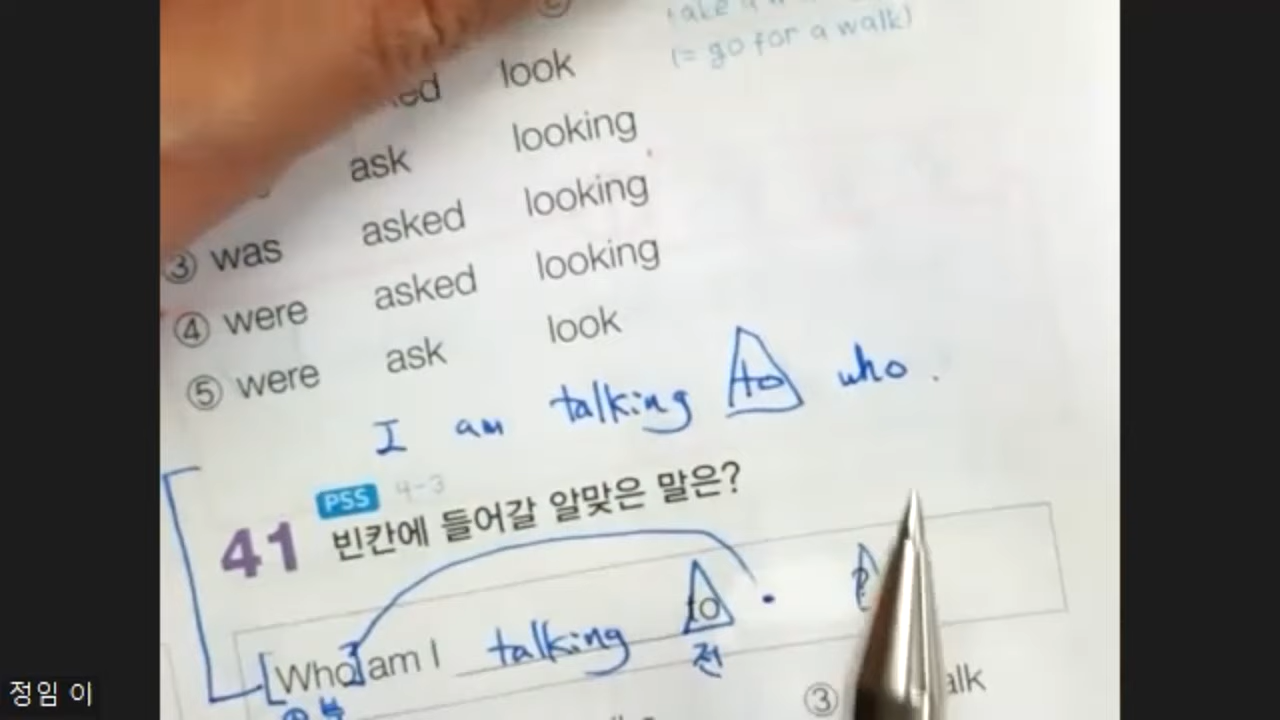 take a
(= go for a walk)
look
ask looking
③ was asked looking
④ were asked looking
⑤ were ask look
I am talking to who.
PSS 4-3
41 빈칸에 들어갈 알맞은 말은?
[Who] am I talking to ?
전
③
정임 이